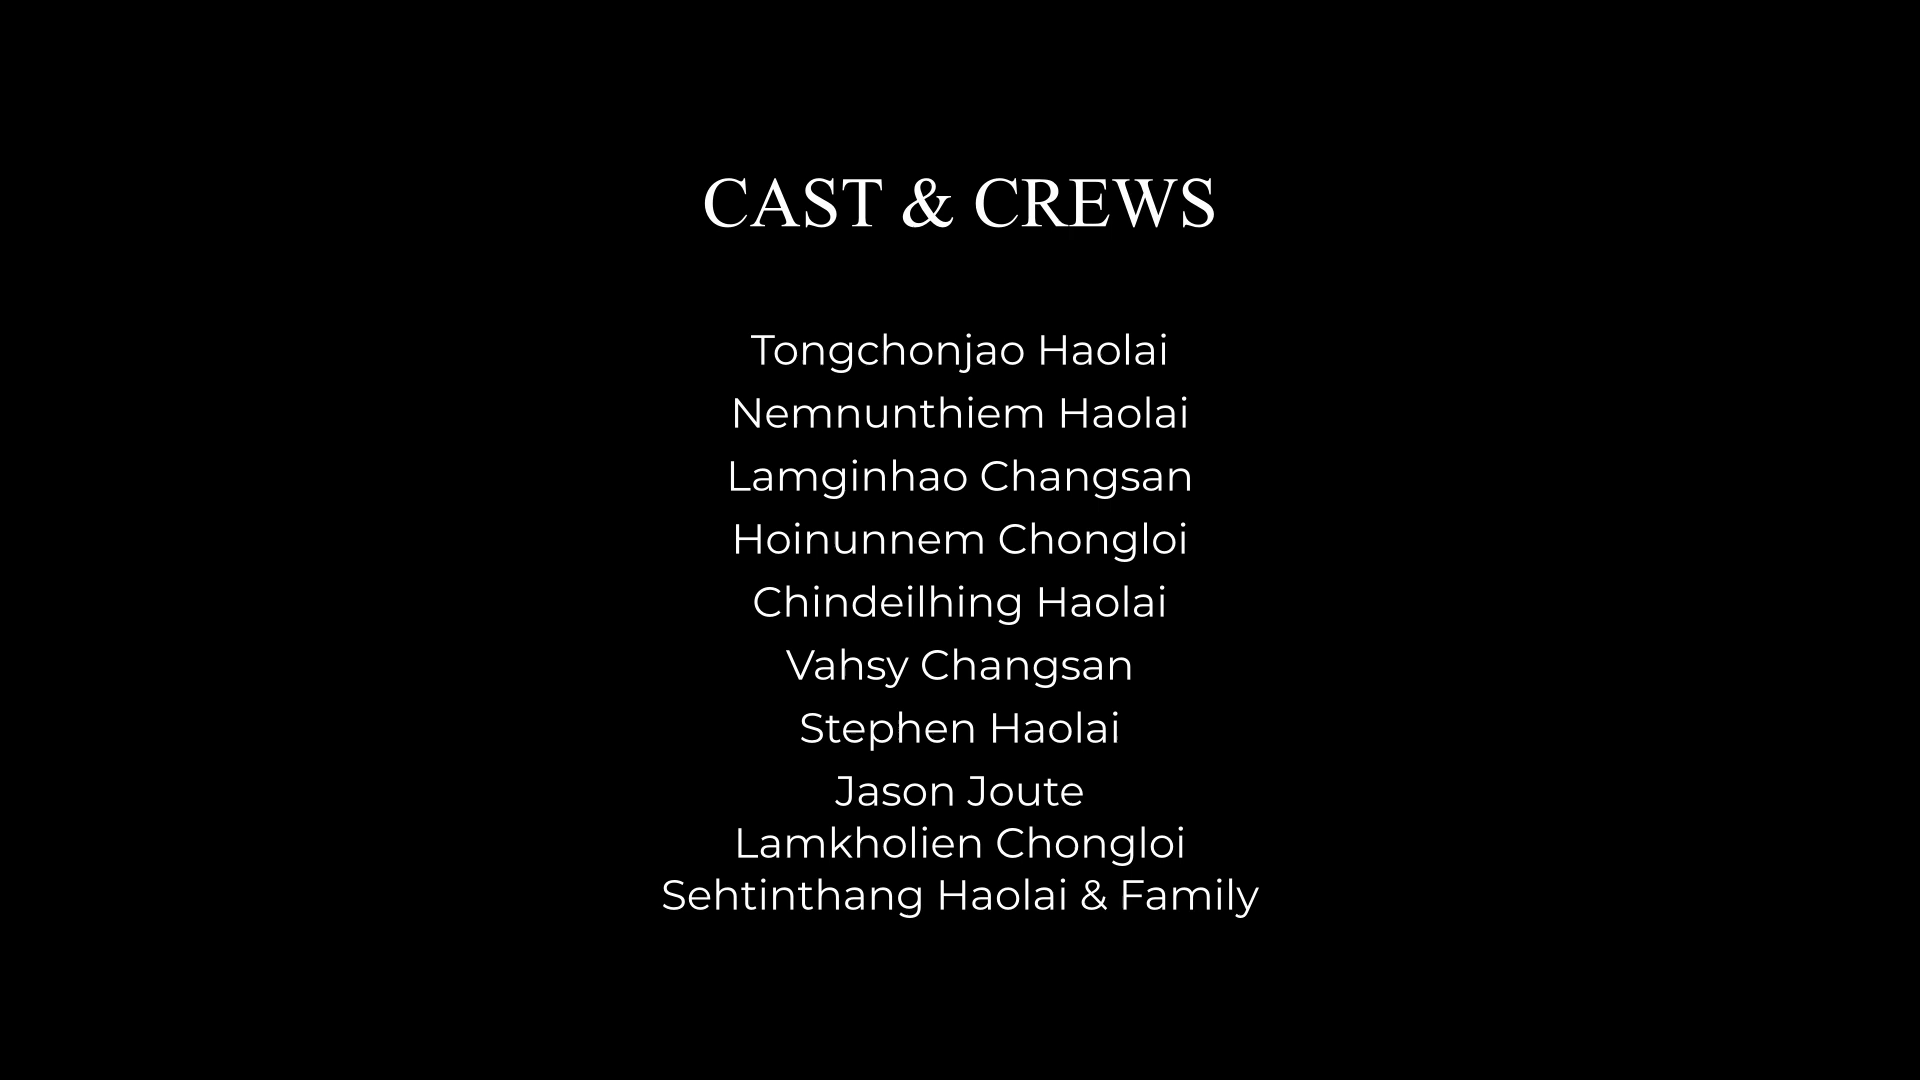 CAST & CREWS
Tongchonjao Haolai
Nemnunthiem Haolai
Lamginhao Changsan
Hoinunnem Chongloi
Chindeilhing Haolai
Vahsy Changsan
Stephen Haolai
Jason Joute
Lamkholien Chongloi
Sehtinthang Haolai & Family